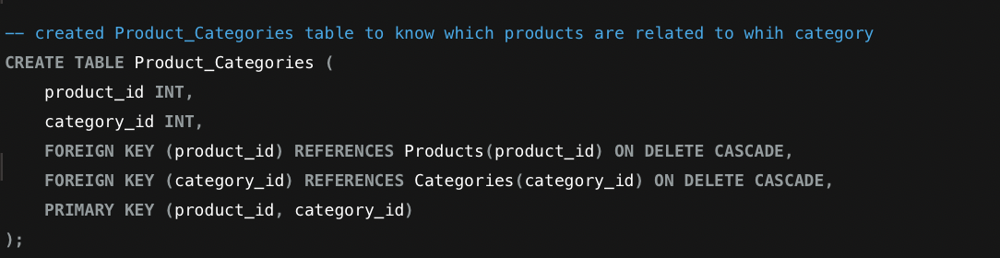 -- created Product_Categories table to know which products are related to whih category
CREATE TABLE Product_Categories (
    product_id INT,
    category_id INT,
    FOREIGN KEY (product_id) REFERENCES Products(product_id) ON DELETE CASCADE,
    FOREIGN KEY (category_id) REFERENCES Categories(category_id) ON DELETE CASCADE,
    PRIMARY KEY (product_id, category_id)
);